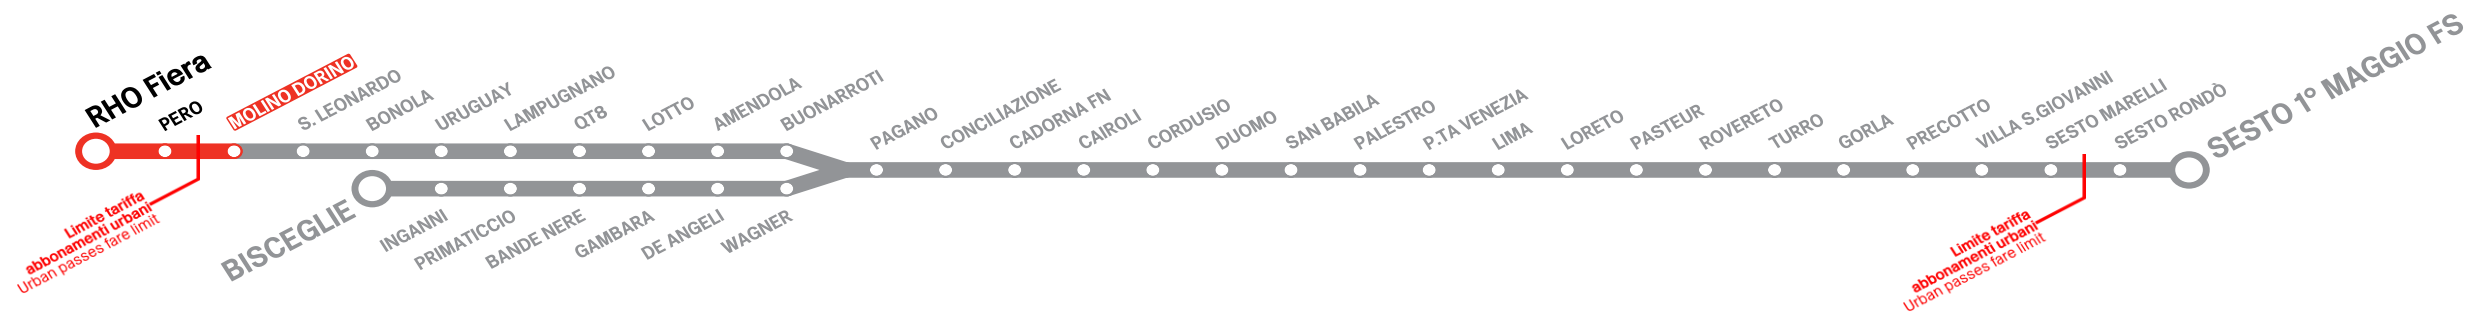 RHO Fiera
PERO
MOLINO DORINO
S. LEONARDO
BONOLA
URUGUAY
LAMPUGNANO
QT8
LOTTO
AMENDOLA
BUONARROTI
PAGANO
CONCILIAZIONE
CADORNA FN
CAIROLI
CORDUSIO
DUOMO
SAN BABILA
PALESTRO
P.TA VENEZIA
LIMA
LORETO
PASTEUR
ROVERETO
TURRO
GORLA
PRECOTTO
VILLA S.GIOVANNI
SESTO MARELLI
SESTO RONDÒ
SESTO 1° MAGGIO FS
Limite tariffa
abbonamenti urbani
Urban passes fare limit
BISCEGLIE
INGANNI
PRIMATICCIO
BANDE NERE
GAMBARA
DE ANGELI
WAGNER
Limite tariffa
abbonamenti urbani
Urban passes fare limit